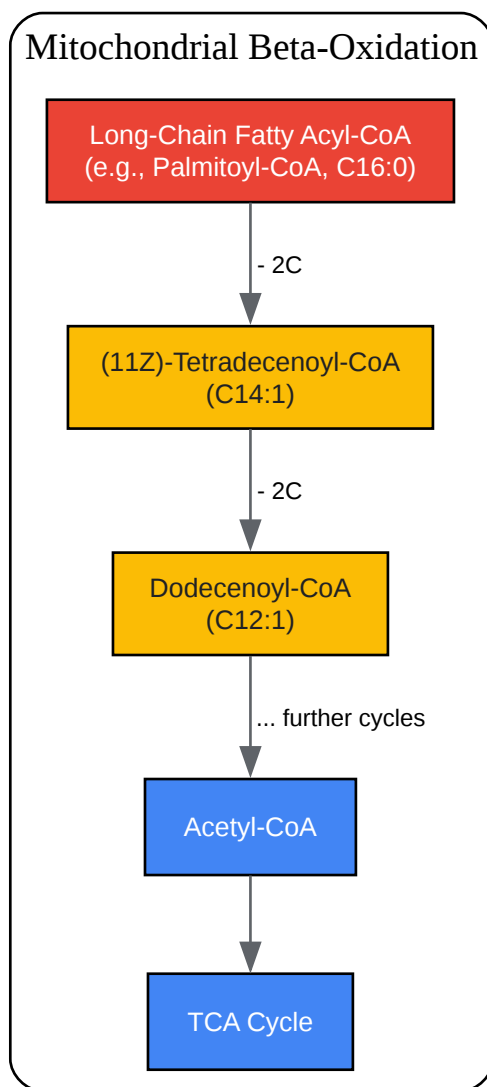 Mitochondrial Beta-Oxidation
Long-Chain Fatty Acyl-CoA
(e.g., Palmitoyl-CoA, C16:0)
- 2C
(11Z)-Tetradecenoyl-CoA
(C14:1)
- 2C
Dodecenoyl-CoA
(C12:1)
... further cycles
Acetyl-CoA
TCA Cycle